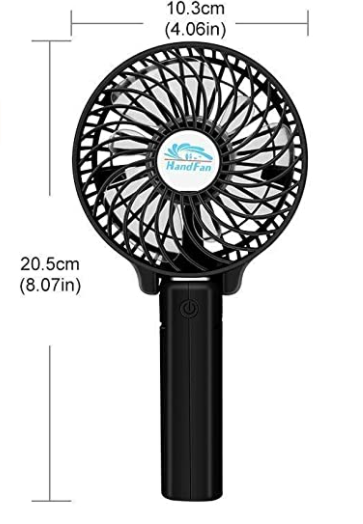 10.3cm
(4.06in)
HandFan
20.5cm
(8.07in)